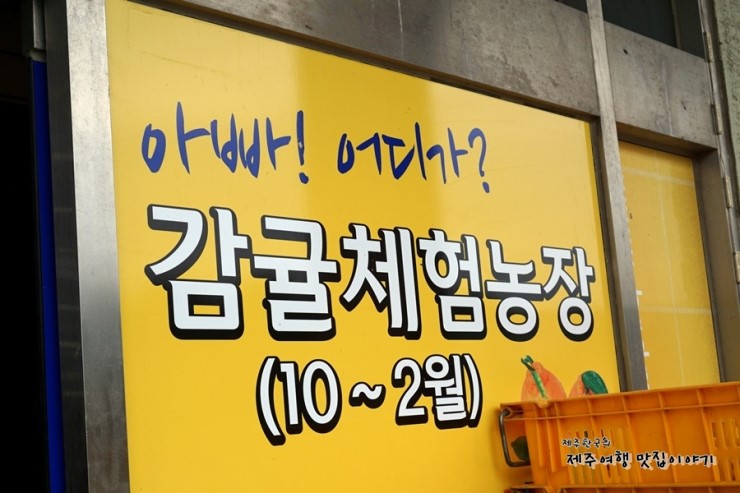 아빠! 어디가?
감귤체험농장
(10~2월)
제주여행 맛집이야기